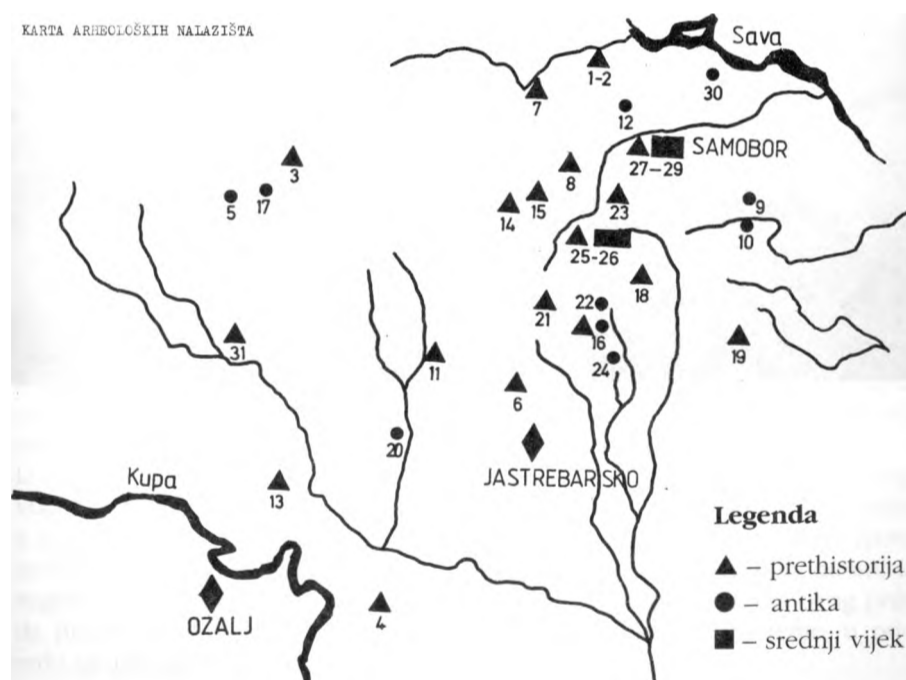 KARTA ARHEOLOŠKIH NALAZIŠTA
Sava
1-2
30
7
12
SAMOBOR
27-29
3
8
5
17
14
15
23
9
10
25-26
18
22
21
16
19
31
11
24
6
20
JASTREBARSKO
Kupa
13
Legenda
– prethistorija
– antika
– srednji vijek
OZALJ
4